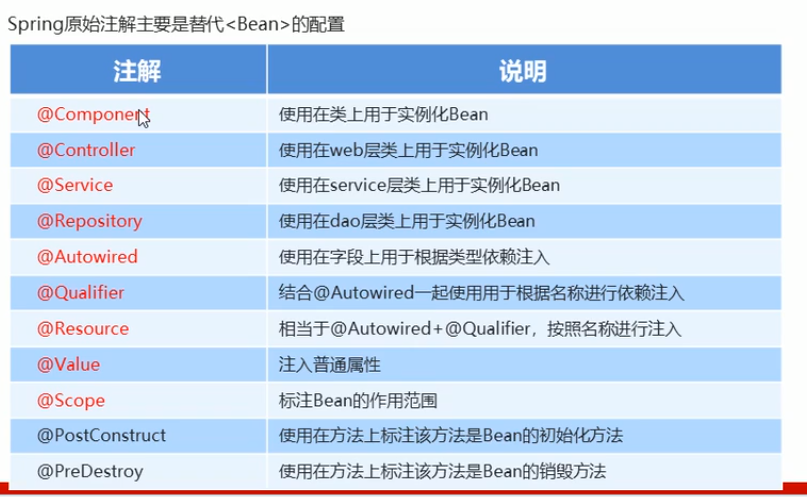 Spring原始注解主要是替代<Bean>的配置
注解 说明
@Component 使用在类上用于实例化Bean
@Controller 使用在web层类上用于实例化Bean
@Service 使用在service层类上用于实例化Bean
@Repository 使用在dao层类上用于实例化Bean
@Autowired 使用在字段上用于根据类型依赖注入
@Qualifier 结合@Autowired一起使用用于根据名称进行依赖注入
@Resource 相当于@Autowired+@Qualifier，按照名称进行注入
@Value 注入普通属性
@Scope 标注Bean的作用范围
@PostConstruct 使用在方法上标注该方法是Bean的初始化方法
@PreDestroy 使用在方法上标注该方法是Bean的销毁方法